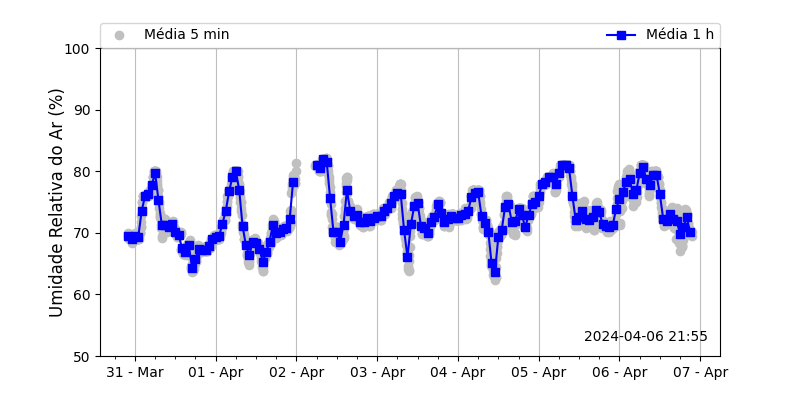 Média 5 min
Média 1 h
100
90
80
70
60
50
Umidade Relativa do Ar (%)
2024-04-06 21:55
31 - Mar
01 - Apr
02 - Apr
03 - Apr
04 - Apr
05 - Apr
06 - Apr
07 - Apr